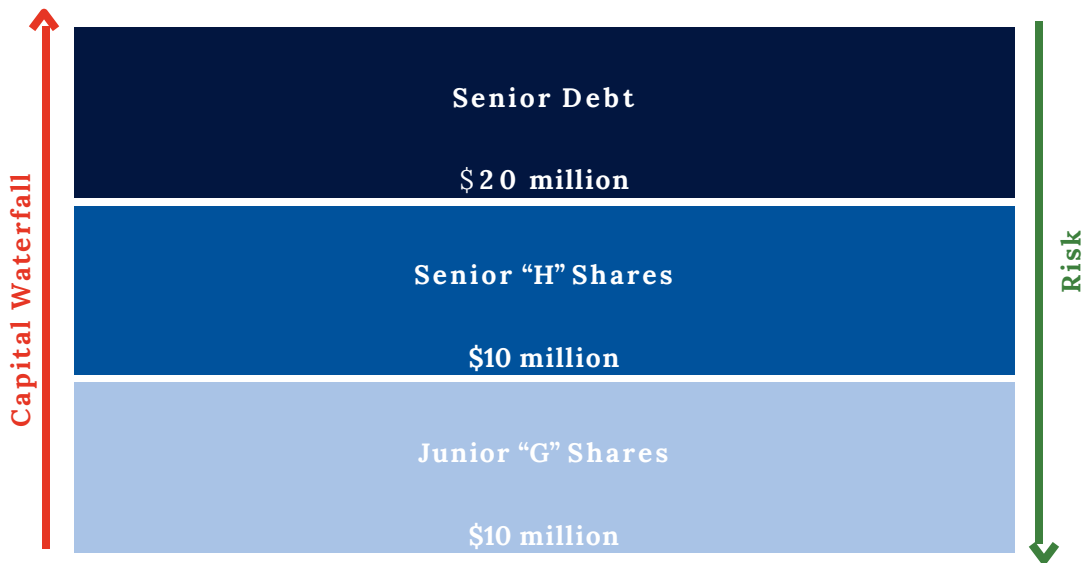 Capital Waterfall
Senior Debt
$20 million
Senior “H” Shares
$10 million
Junior “G” Shares
$10 million
Risk